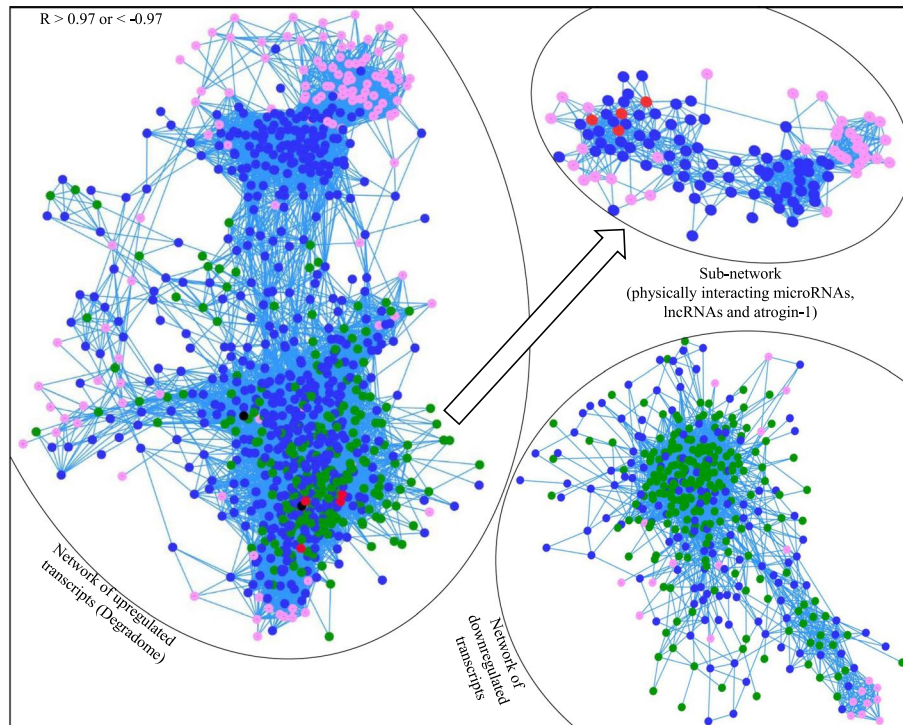 R > 0.97 or < -0.97
Sub-network
(physically interacting microRNAs,
lncRNAs and atrogin-1)
Network of upregulated
transcripts (Degradome)
Network of
downregulated
transcripts